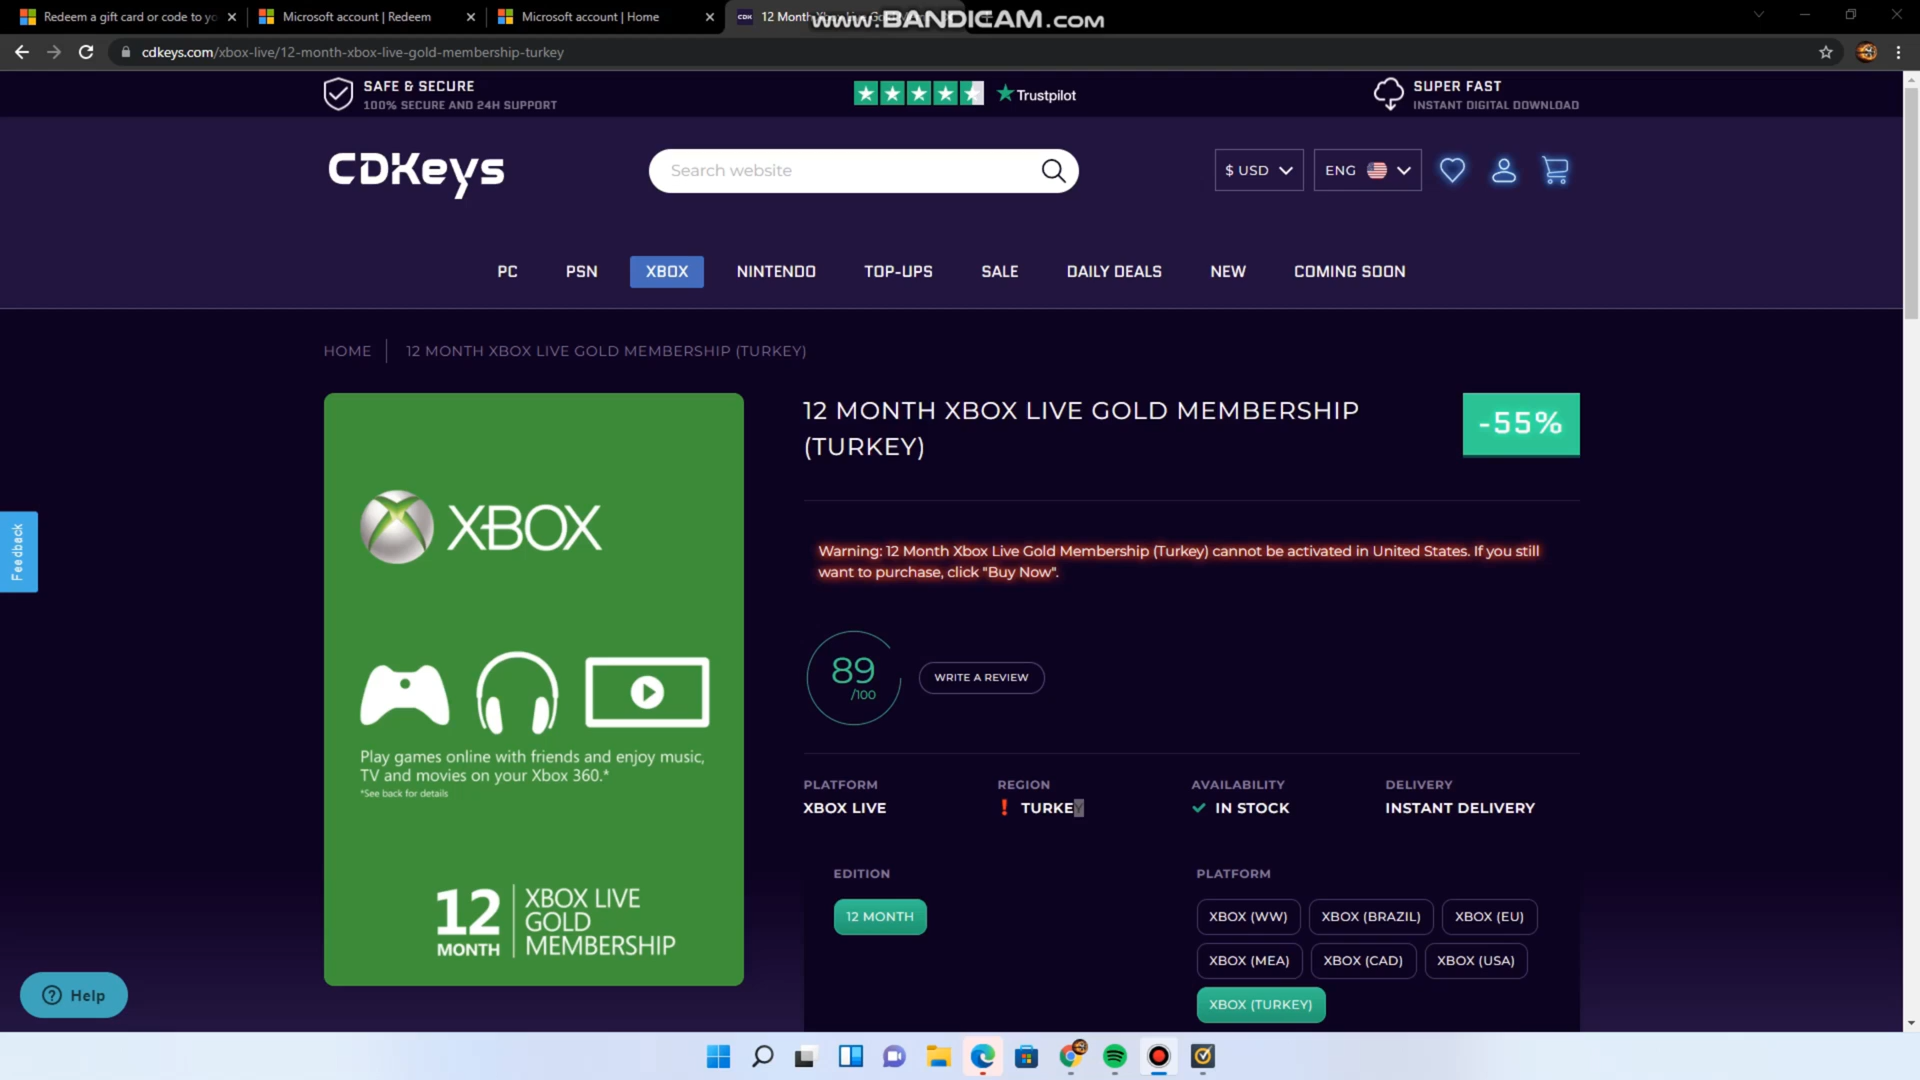 Redeem a gift card or code to yo
Microsoft account | Redeem
Microsoft account | Home
12 Month
www.BANDICAM.com
cdkeys.com/xbox-live/12-month-xbox-live-gold-membership-turkey
SAFE & SECURE
100% SECURE AND 24H SUPPORT
Trustpilot
SUPER FAST
INSTANT DIGITAL DOWNLOAD
CDKeys
Search website
$ USD
ENG
PC
PSN
XBOX
NINTENDO
TOP-UPS
SALE
DAILY DEALS
NEW
COMING SOON
HOME
12 MONTH XBOX LIVE GOLD MEMBERSHIP (TURKEY)
XBOX
Play games online with friends and enjoy music,
TV and movies on your Xbox 360.*
*See back for details
12
MONTH
XBOX LIVE
GOLD
MEMBERSHIP
12 MONTH XBOX LIVE GOLD MEMBERSHIP
(TURKEY)
-55%
Warning: 12 Month Xbox Live Gold Membership (Turkey) cannot be activated in United States. If you still
want to purchase, click "Buy Now".
89
/100
WRITE A REVIEW
PLATFORM
XBOX LIVE
REGION
TURKEY
AVAILABILITY
IN STOCK
DELIVERY
INSTANT DELIVERY
EDITION
12 MONTH
PLATFORM
XBOX (WW)
XBOX (BRAZIL)
XBOX (EU)
XBOX (MEA)
XBOX (CAD)
XBOX (USA)
XBOX (TURKEY)
Feedback
Help